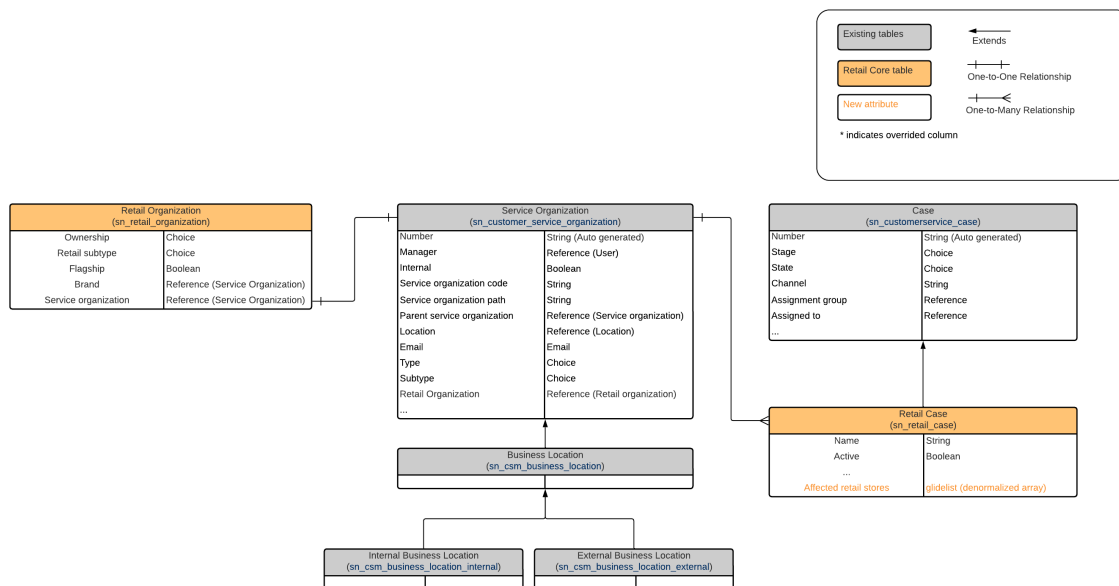 Existing tables
Extends
Retail Core table
One-to-One Relationship
New attribute
One-to-Many Relationship
* indicates overrided column
Retail Organization
(sn_retail_organization)
Ownership Choice
Retail subtype Choice
Flagship Boolean
Brand Reference (Service Organization)
Service organization Reference (Service Organization)
Service Organization
(sn_customer_service_organization)
Number String (Auto generated)
Manager Reference (User)
Internal Boolean
Service organization code String
Service organization path String
Parent service organization Reference (Service organization)
Location Reference (Location)
Email Email
Type Choice
Subtype Choice
Retail Organization Reference (Retail organization)
...
Case
(sn_customerservice_case)
Number String (Auto generated)
Stage Choice
State Choice
Channel String
Assignment group Reference
Assigned to Reference
...
Retail Case
(sn_retail_case)
Name String
Active Boolean
...
Affected retail stores glidelist (denormalized array)
Business Location
(sn_csm_business_location)
Internal Business Location
(sn_csm_business_location_internal)
External Business Location
(sn_csm_business_location_external)